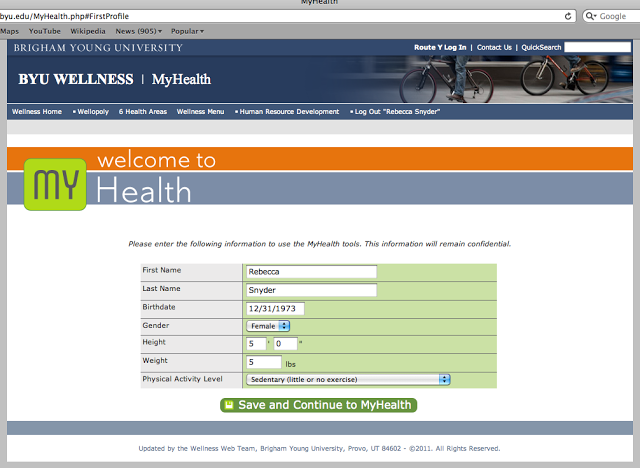 MyHealth
byu.edu/MyHealth.php#FirstProfile
Google
Maps YouTube Wikipedia News (905) Popular
BRIGHAM YOUNG UNIVERSITY
Route Y Log In | Contact Us | QuickSearch
BYU WELLNESS | MyHealth
Wellness Home • Wellopoly 6 Health Areas Wellness Menu • Human Resource Development • Log Out "Rebecca Snyder"
MY
welcome to
Health
Please enter the following information to use the MyHealth tools. This information will remain confidential.
First Name Rebecca
Last Name Snyder
Birthdate 12/31/1973
Gender Female
Height 5 ' 0 "
Weight 5 lbs
Physical Activity Level Sedentary (little or no exercise)
Save and Continue to MyHealth
Updated by the Wellness Web Team, Brigham Young University, Provo, UT 84602 - ©2011. All Rights Reserved.